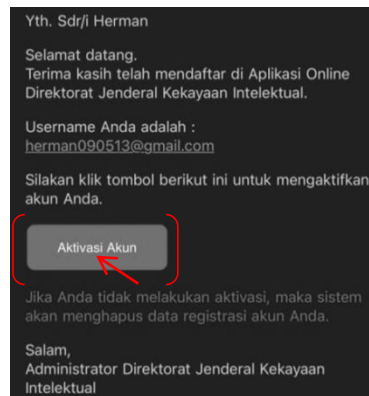 Yth. Sdr/i Herman
Selamat datang.
Terima kasih telah mendaftar di Aplikasi Online
Direktorat Jenderal Kekayaan Intelektual.
Username Anda adalah :
herman090513@gmail.com
Silakan klik tombol berikut ini untuk mengaktifkan
akun Anda.
Aktivasi Akun
Jika Anda tidak melakukan aktivasi, maka sistem
akan menghapus data registrasi akun Anda.
Salam,
Administrator Direktorat Jenderal Kekayaan
Intelektual